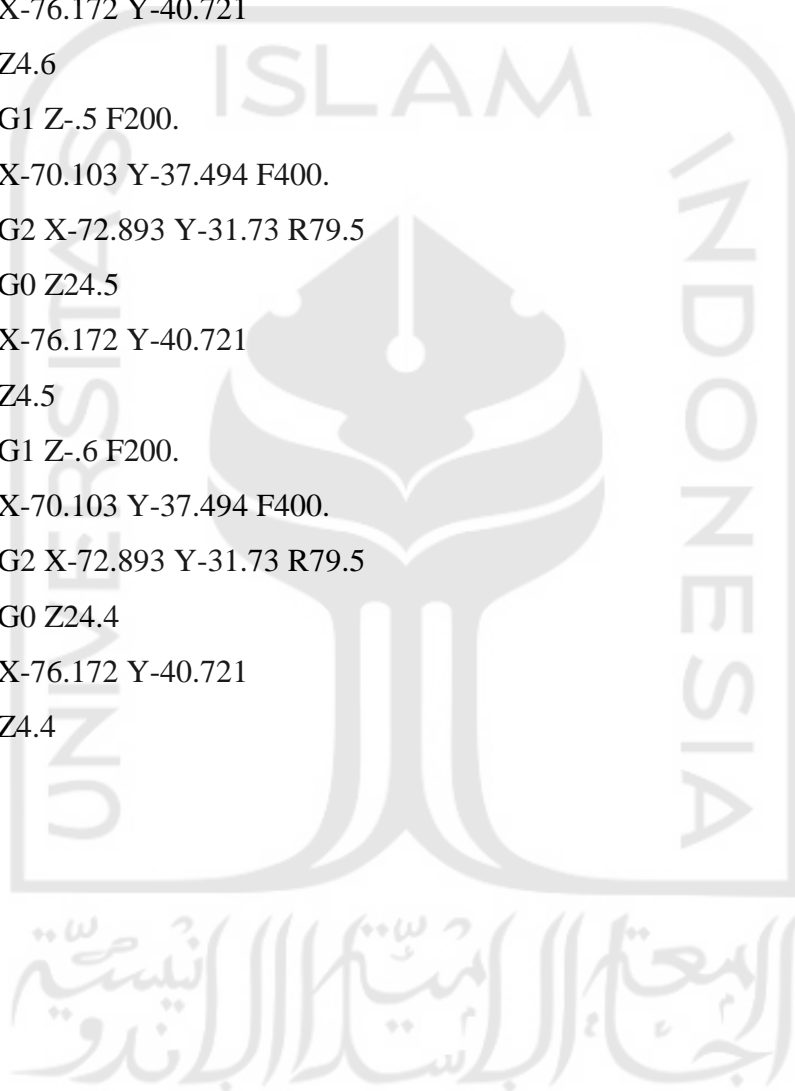 X-76.172 Y-40.721
Z4.6
G1 Z-.5 F200.
X-70.103 Y-37.494 F400.
G2 X-72.893 Y-31.73 R79.5
G0 Z24.5
X-76.172 Y-40.721
Z4.5
G1 Z-.6 F200.
X-70.103 Y-37.494 F400.
G2 X-72.893 Y-31.73 R79.5
G0 Z24.4
X-76.172 Y-40.721
Z4.4
UNIVERSITAS
ISLAM
INDONESIA